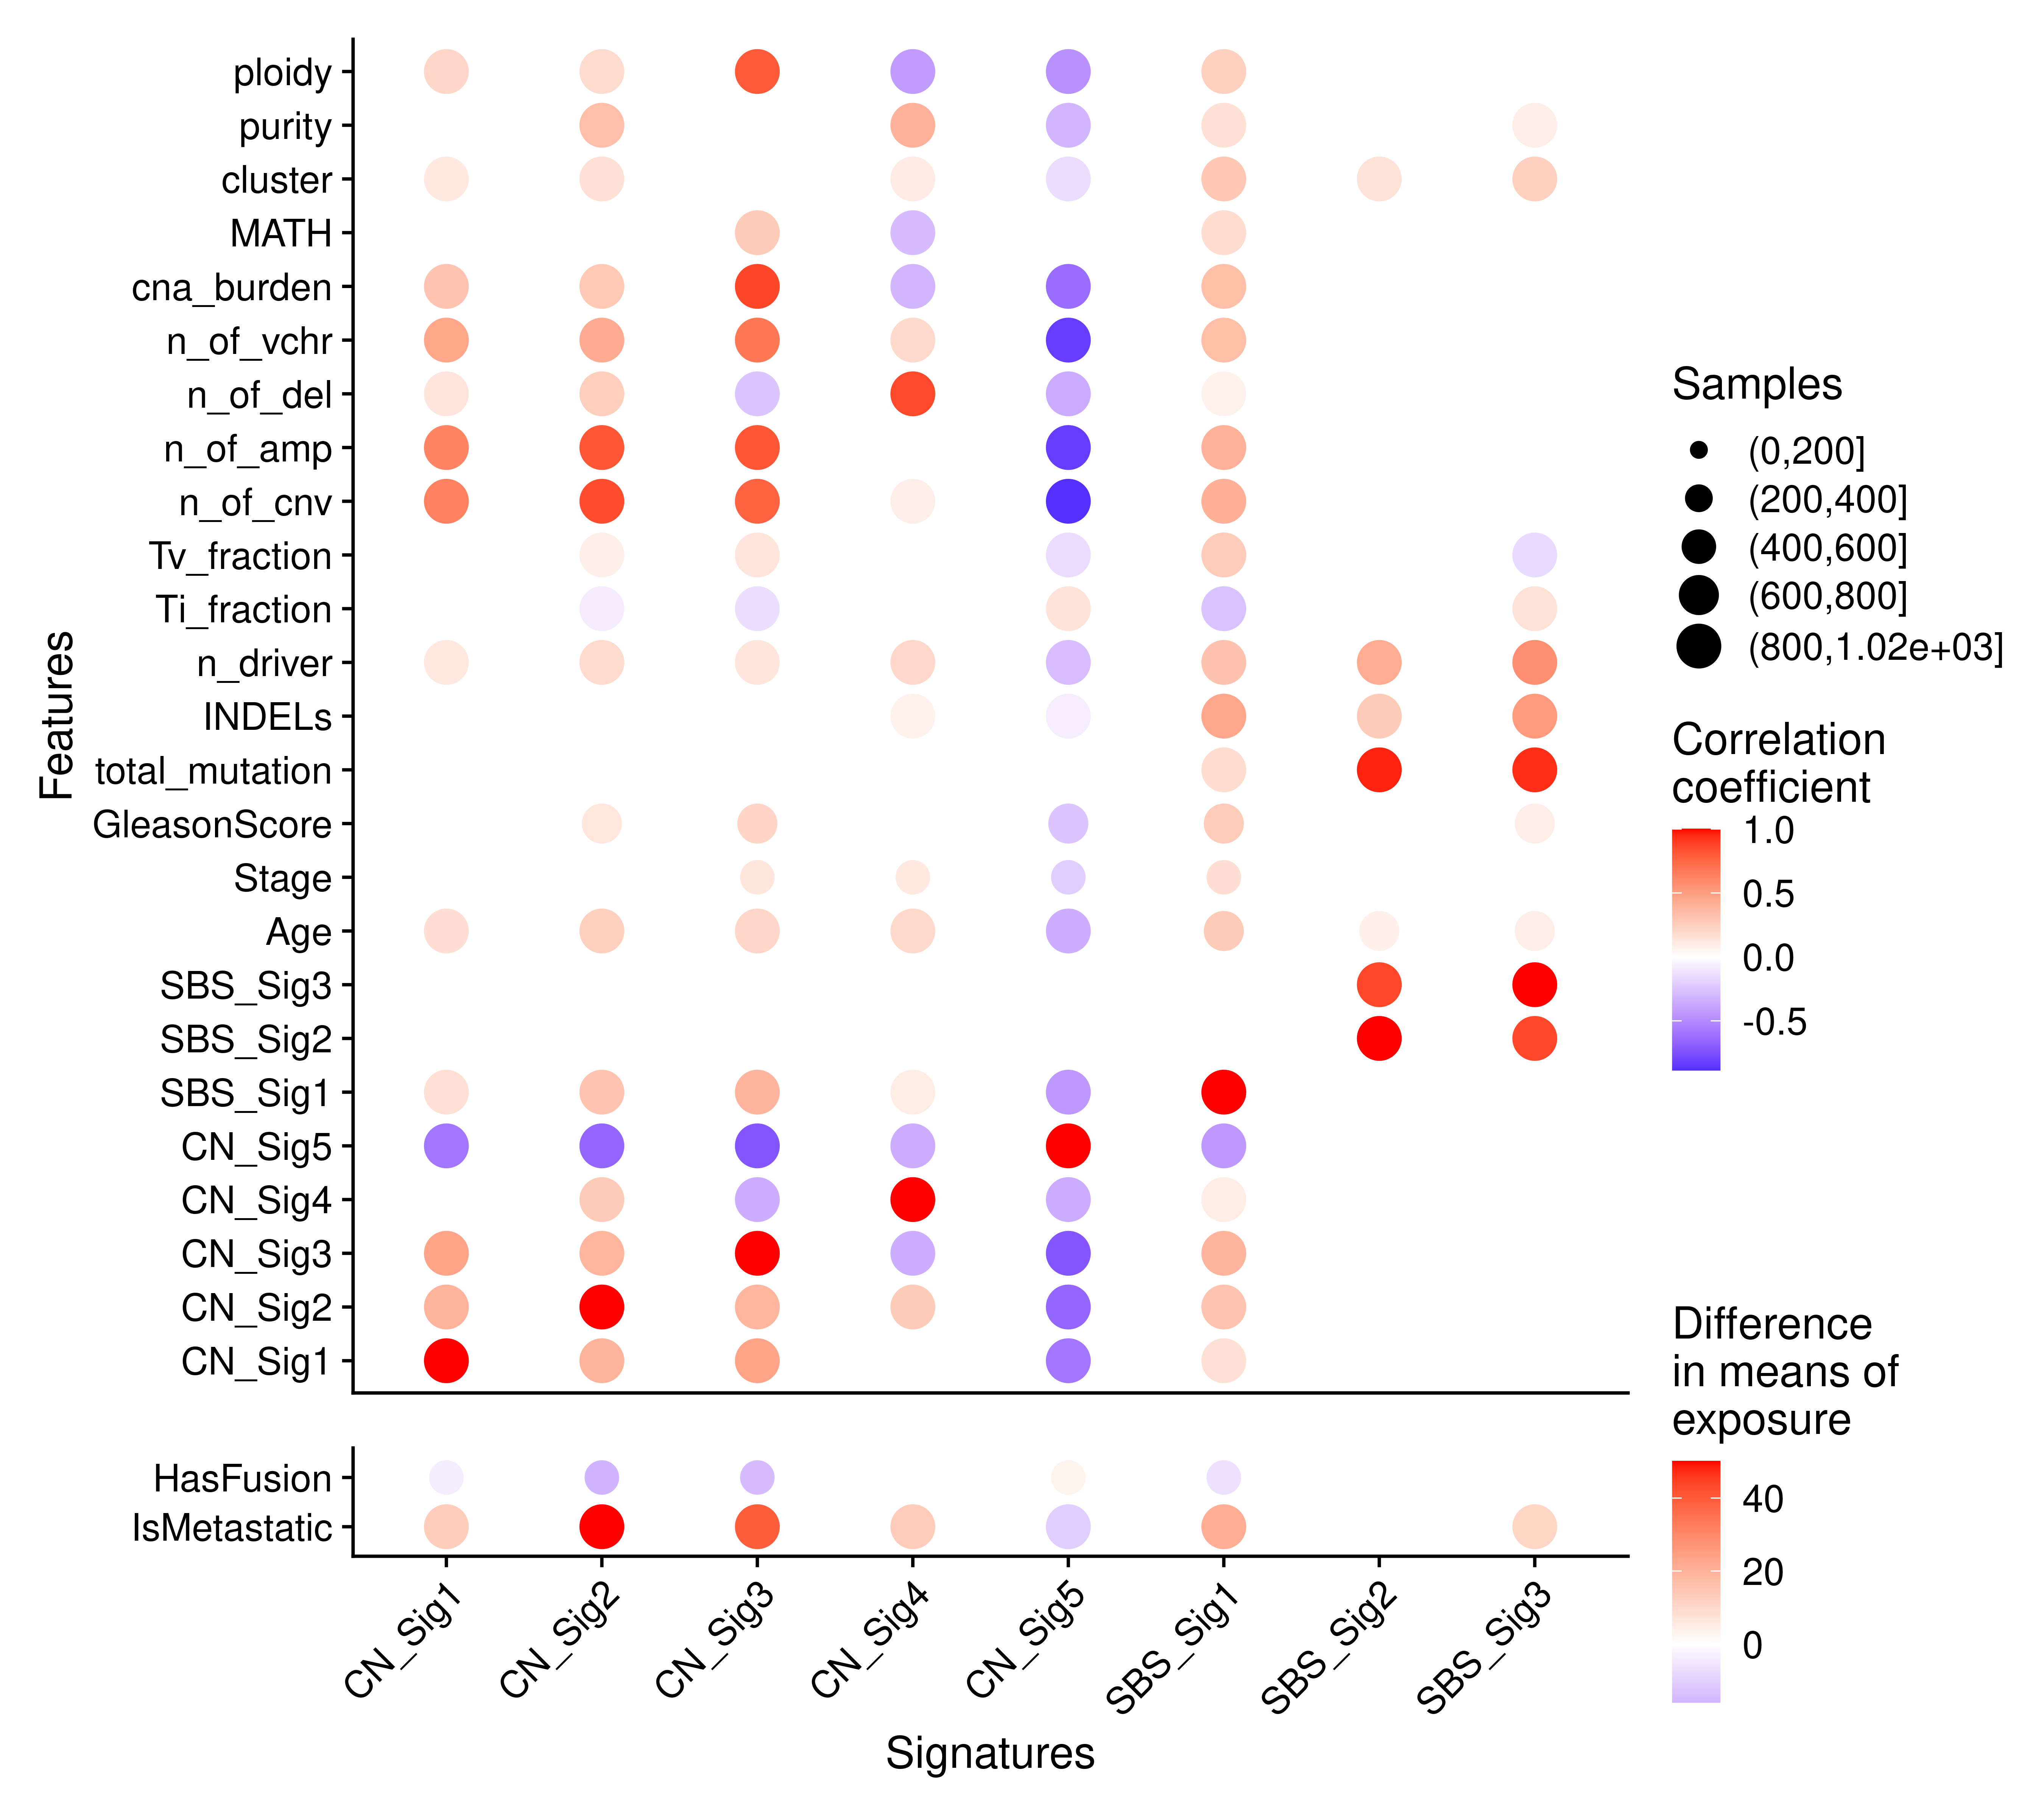 ploidy
purity
cluster
MATH
cna_burden
n_of_vchr
n_of_del
n_of_amp
n_of_cnv
Tv_fraction
Ti_fraction
n_driver
INDELs
total_mutation
GleasonScore
Stage
Age
SBS_Sig3
SBS_Sig2
SBS_Sig1
CN_Sig5
CN_Sig4
CN_Sig3
CN_Sig2
CN_Sig1
HasFusion
IsMetastatic
Features
CN_Sig1
CN_Sig2
CN_Sig3
CN_Sig4
CN_Sig5
SBS_Sig1
SBS_Sig2
SBS_Sig3
Signatures
Samples
(0,200]
(200,400]
(400,600]
(600,800]
(800,1.02e+03]
Correlation
coefficient
1.0
0.5
0.0
-0.5
Difference
in means of
exposure
40
20
0